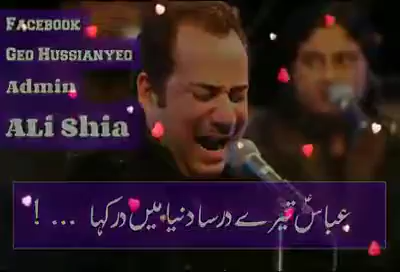 Facebook
Geo Hussianyeo
Admin
ALi Shia
عباسؑ تیرے در سا دنیا میں در کہا ... !